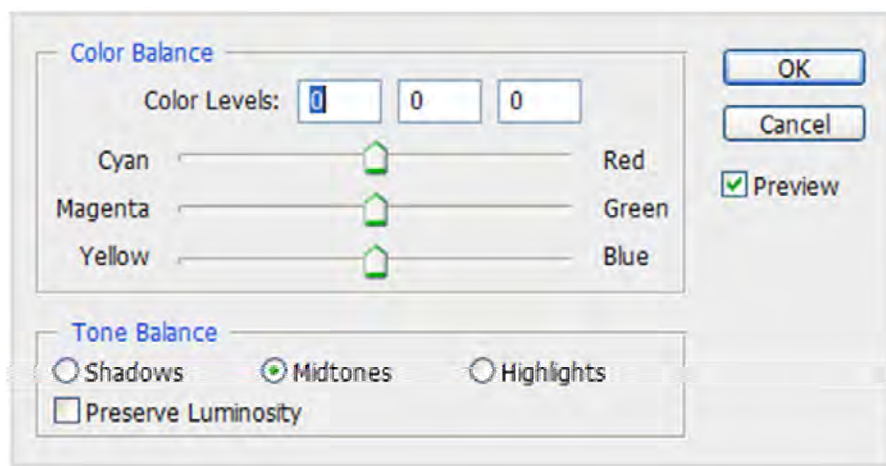 Color Balance
Color Levels: 0 0 0
Cyan Red
Magenta Green
Yellow Blue
OK
Cancel
Preview
Tone Balance
Shadows Midtones Highlights
Preserve Luminosity